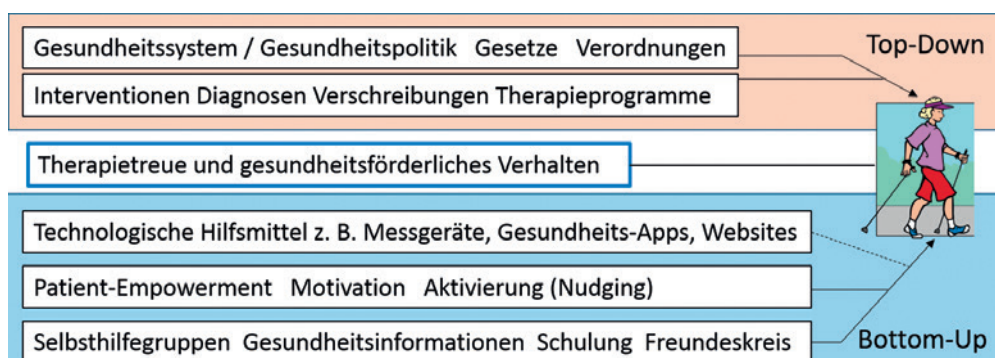 Gesundheitssystem / Gesundheitspolitik Gesetze Verordnungen
Top-Down
Interventionen Diagnosen Verschreibungen Therapieprogramme
Therapietreue und gesundheitsförderliches Verhalten
Technologische Hilfsmittel z. B. Messgeräte, Gesundheits-Apps, Websites
Patient-Empowerment Motivation Aktivierung (Nudging)
Selbsthilfegruppen Gesundheitsinformationen Schulung Freundeskreis
Bottom-Up